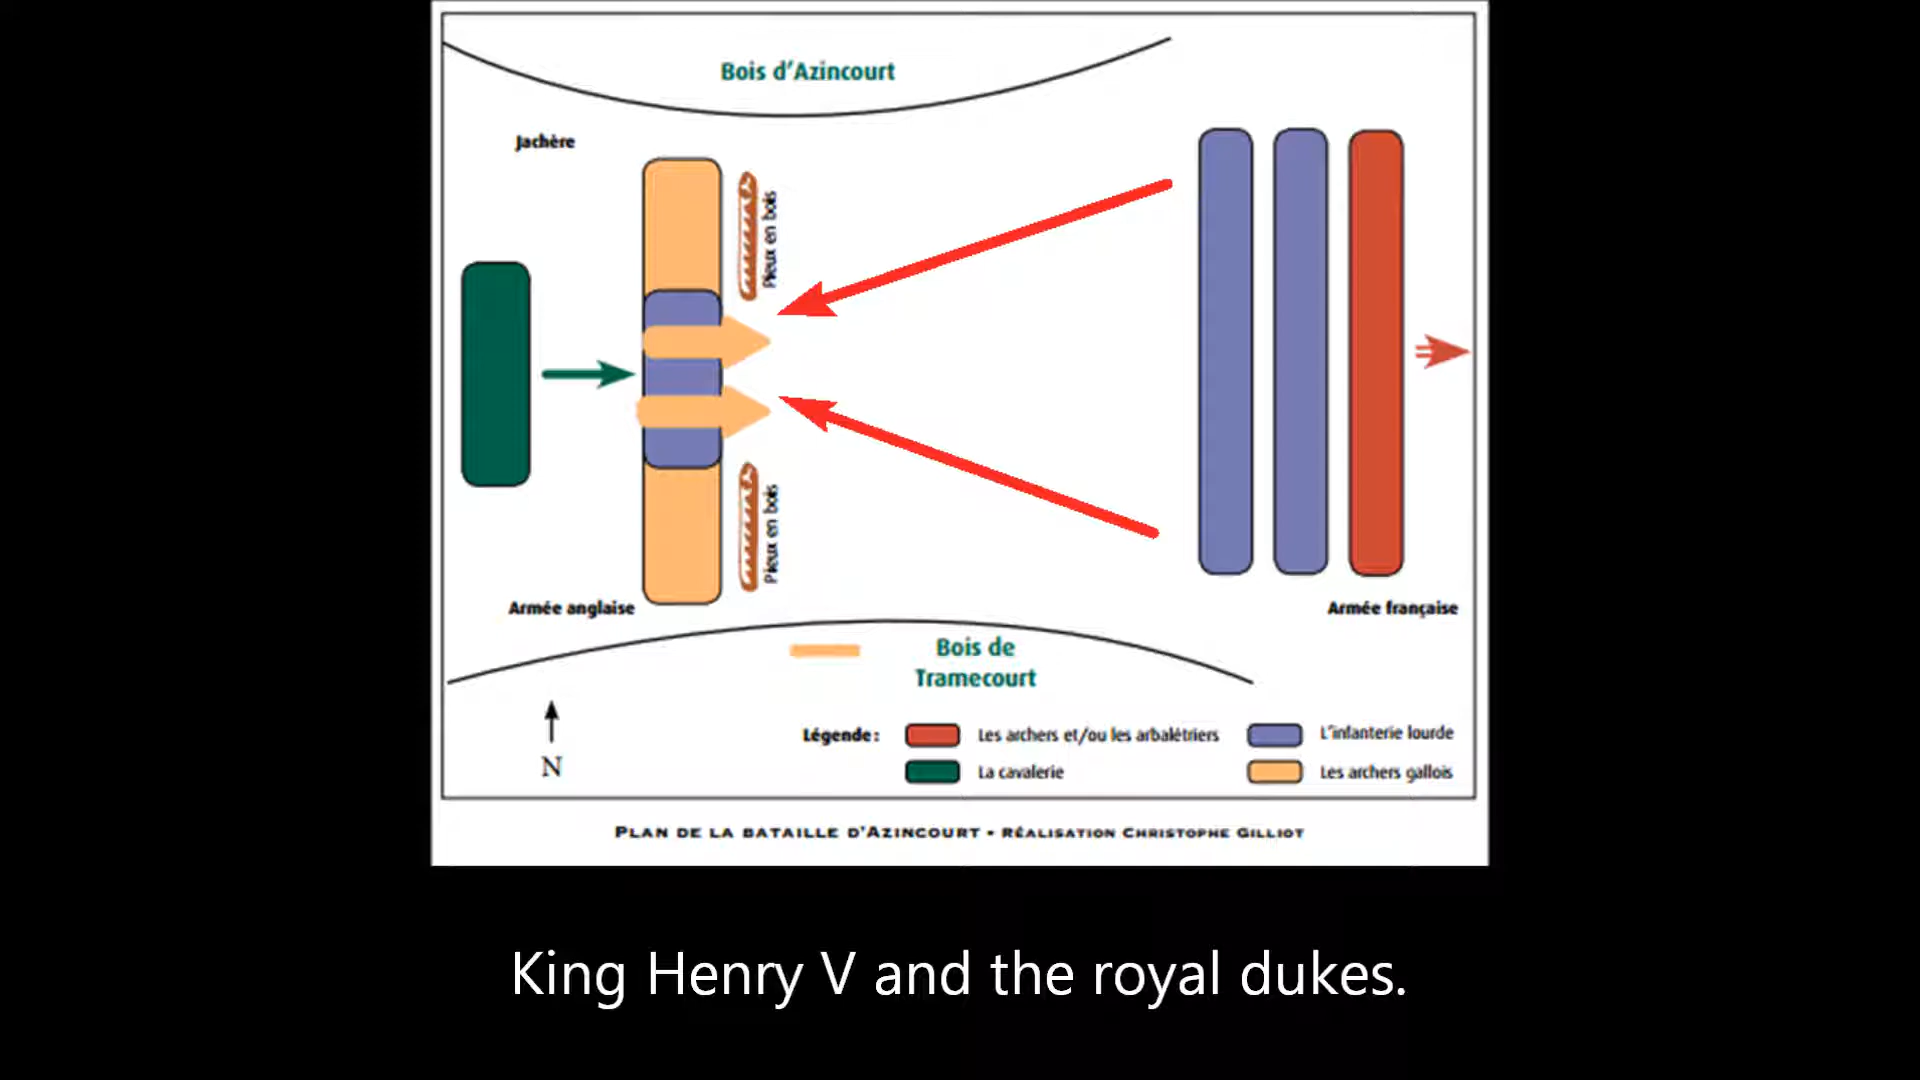 Bois d'Azincourt
Jachère
Pieux en bois
Pieux en bois
Armée anglaise
Armée française
Bois de
Tramecourt
N
Légende :
Les archers et/ou les arbalétriers
L'infanterie lourde
La cavalerie
Les archers gallois
PLAN DE LA BATAILLE D'AZINCOURT • RÉALISATION CHRISTOPHE GILLIOT
King Henry V and the royal dukes.